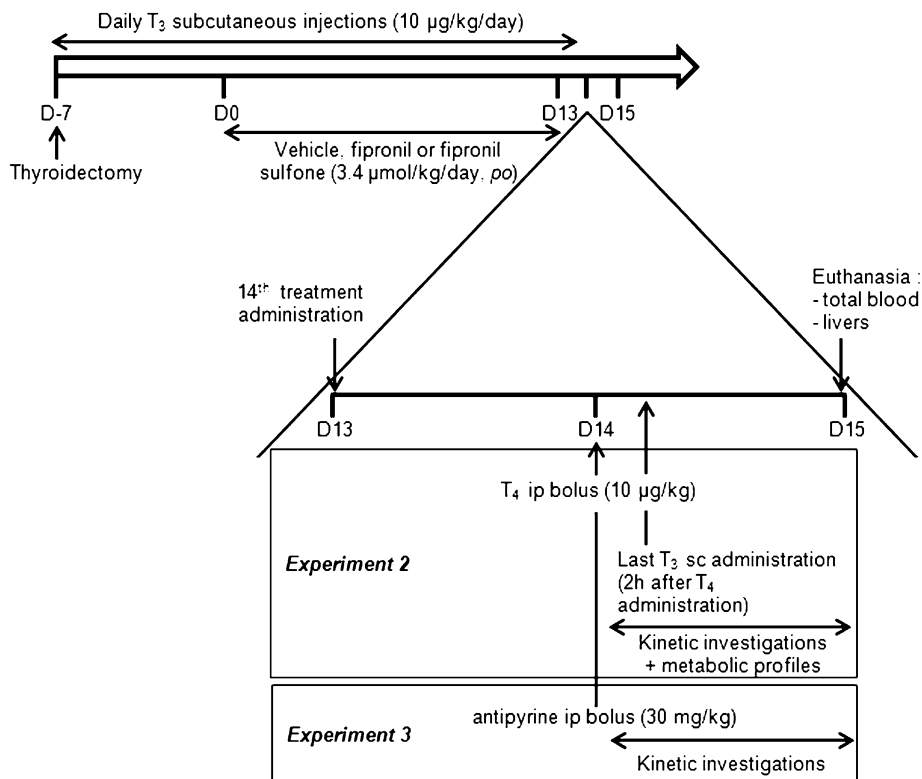 Daily T₃ subcutaneous injections (10 µg/kg/day)
D-7
D0
D13
D15
Thyroidectomy
Vehicle, fipronil or fipronil
sulfone (3.4 µmol/kg/day, po)
14th treatment
administration
Euthanasia :
- total blood
- livers
D13
D14
D15
T₄ ip bolus (10 µg/kg)
Experiment 2
Last T₃ sc administration
(2h after T₄
administration)
Kinetic investigations
+ metabolic profiles
antipyrine ip bolus (30 mg/kg)
Experiment 3
Kinetic investigations